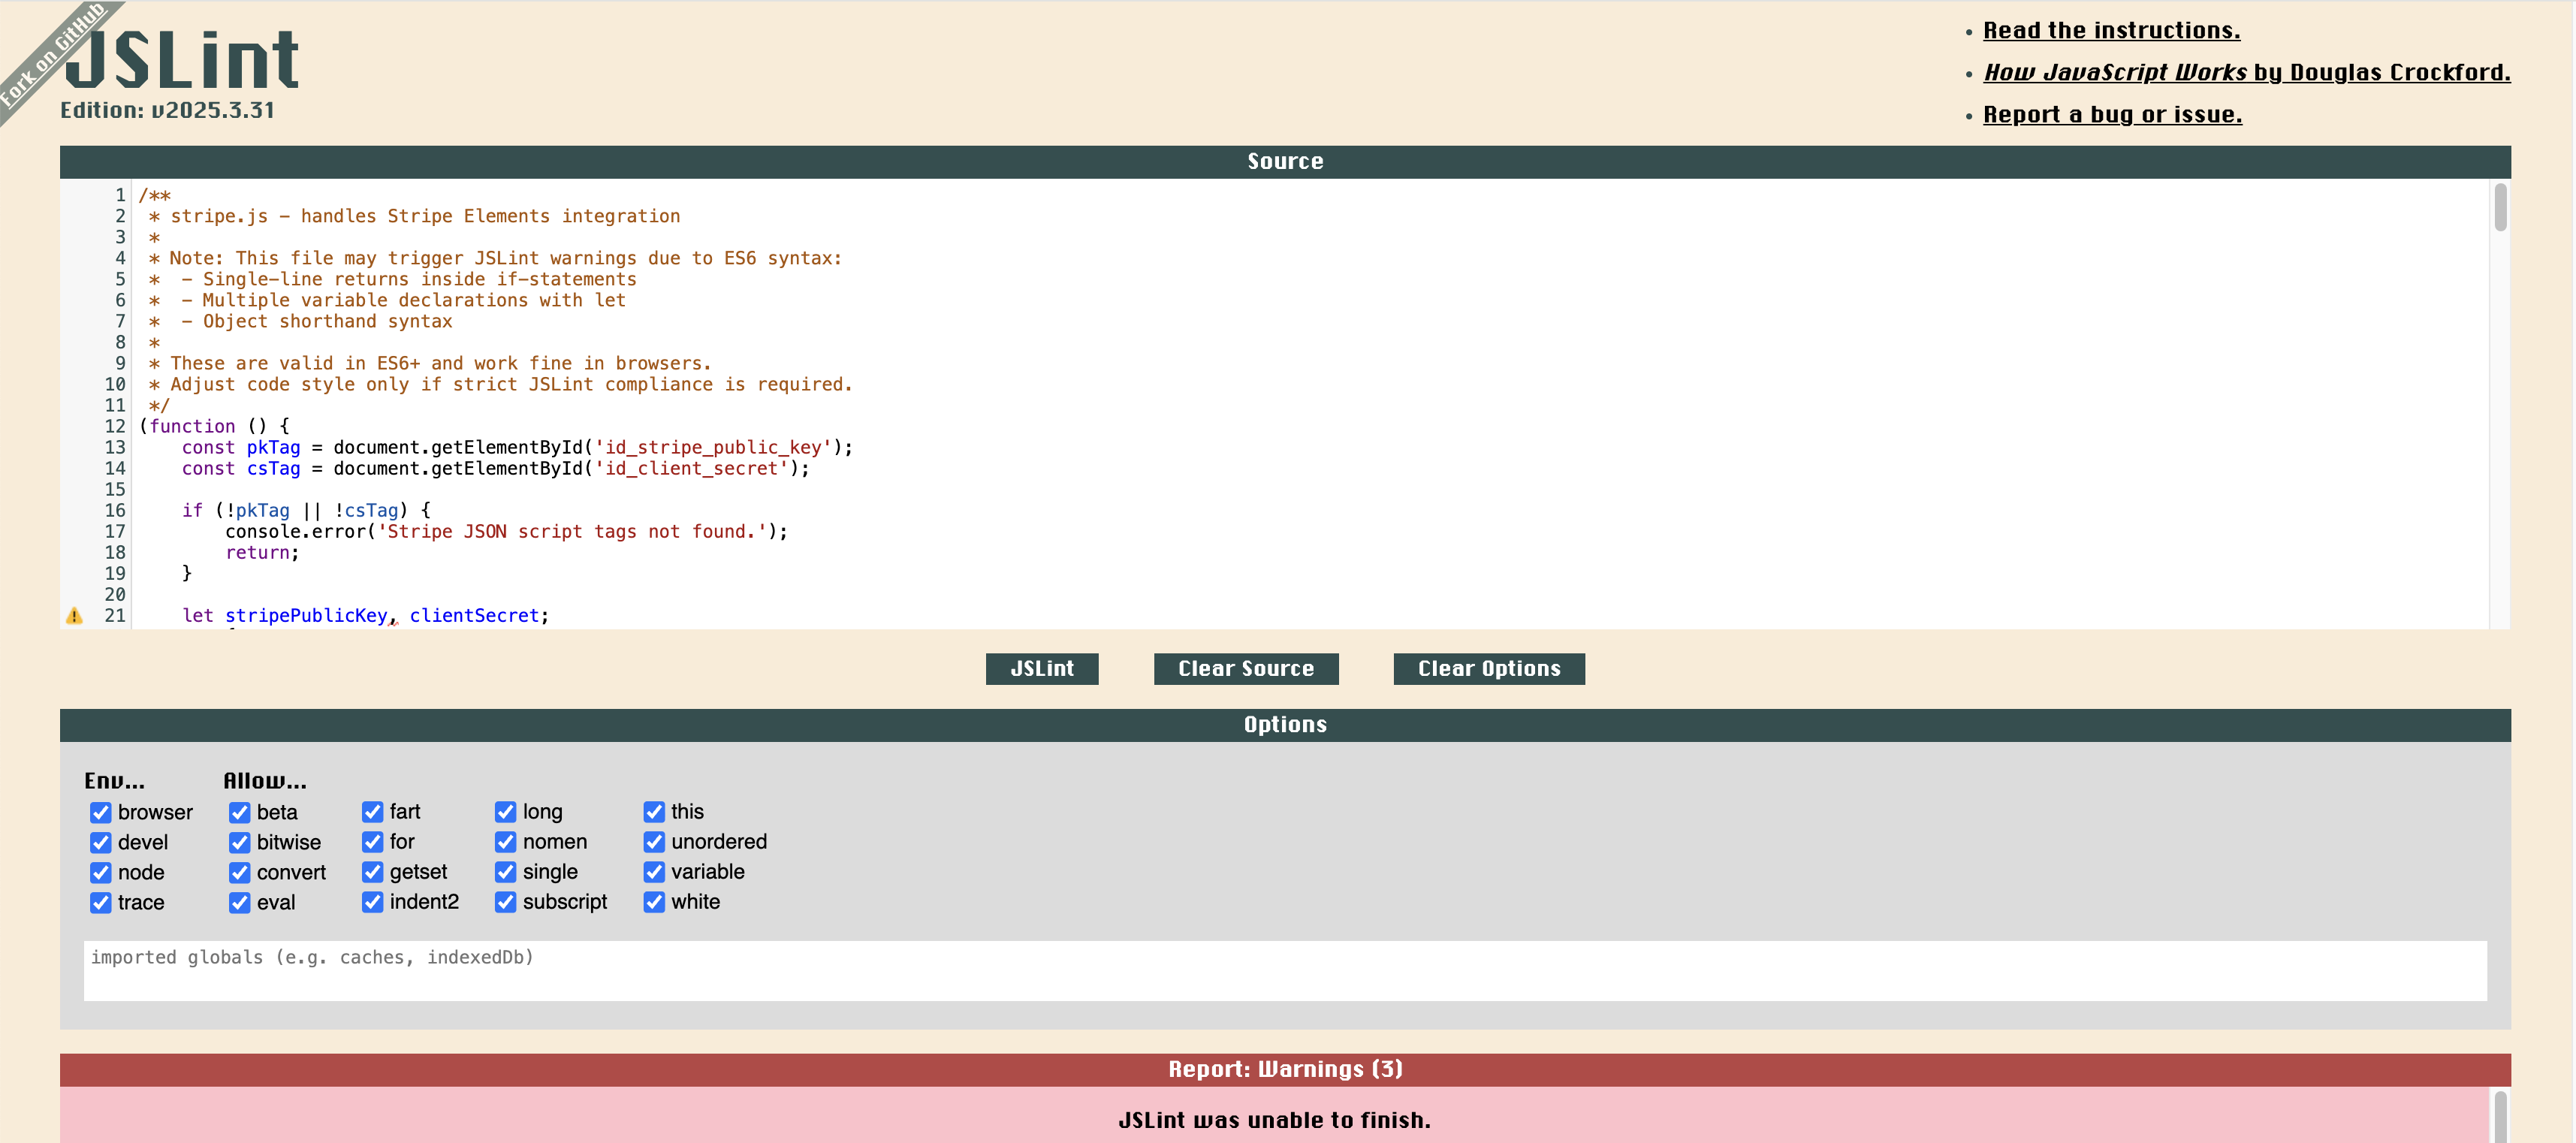 Fork on GitHub
JSLint
Edition: v2025.3.31
• Read the instructions.
• How JavaScript Works by Douglas Crockford.
• Report a bug or issue.
Source
1 /**
2  * stripe.js – handles Stripe Elements integration
3  *
4  * Note: This file may trigger JSLint warnings due to ES6 syntax:
5  *  - Single-line returns inside if-statements
6  *  - Multiple variable declarations with let
7  *  - Object shorthand syntax
8  *
9  * These are valid in ES6+ and work fine in browsers.
10  * Adjust code style only if strict JSLint compliance is required.
11  */
12 (function () {
13     const pkTag = document.getElementById('id_stripe_public_key');
14     const csTag = document.getElementById('id_client_secret');
15
16     if (!pkTag || !csTag) {
17         console.error('Stripe JSON script tags not found.');
18         return;
19     }
20
21     let stripePublicKey, clientSecret;
JSLint Clear Source Clear Options
Options
Env... Allow...
browser beta fart long this
devel bitwise for nomen unordered
node convert getset single variable
trace eval indent2 subscript white
imported globals (e.g. caches, indexedDb)
Report: Warnings (3)
JSLint was unable to finish.